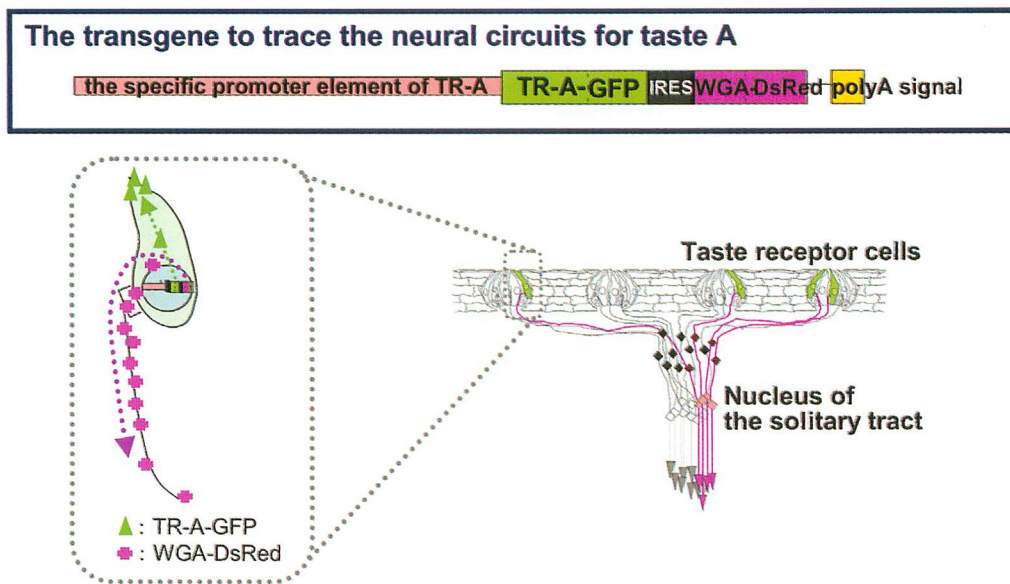 The transgene to trace the neural circuits for taste A
the specific promoter element of TR-A TR-A-GFP IRES WGA-DsRed polyA signal
Taste receptor cells
Nucleus of
the solitary tract
: TR-A-GFP
: WGA-DsRed